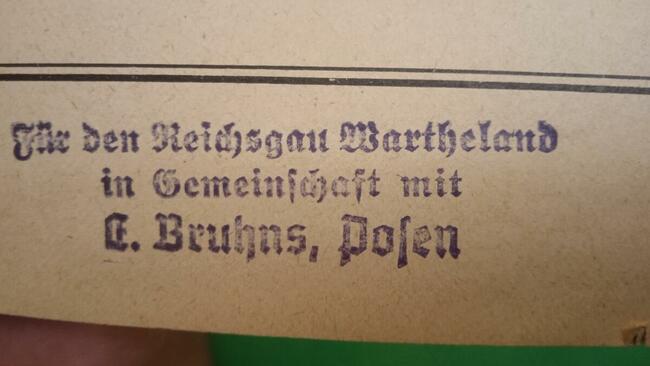 Für den Reichsgau Wartheland
in Gemeinschaft mit
C. Bruhns, Posen